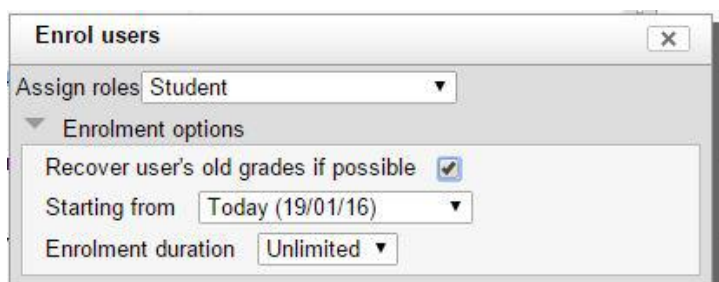 Enrol users
Assign roles Student
Enrolment options
Recover user's old grades if possible
Starting from Today (19/01/16)
Enrolment duration Unlimited